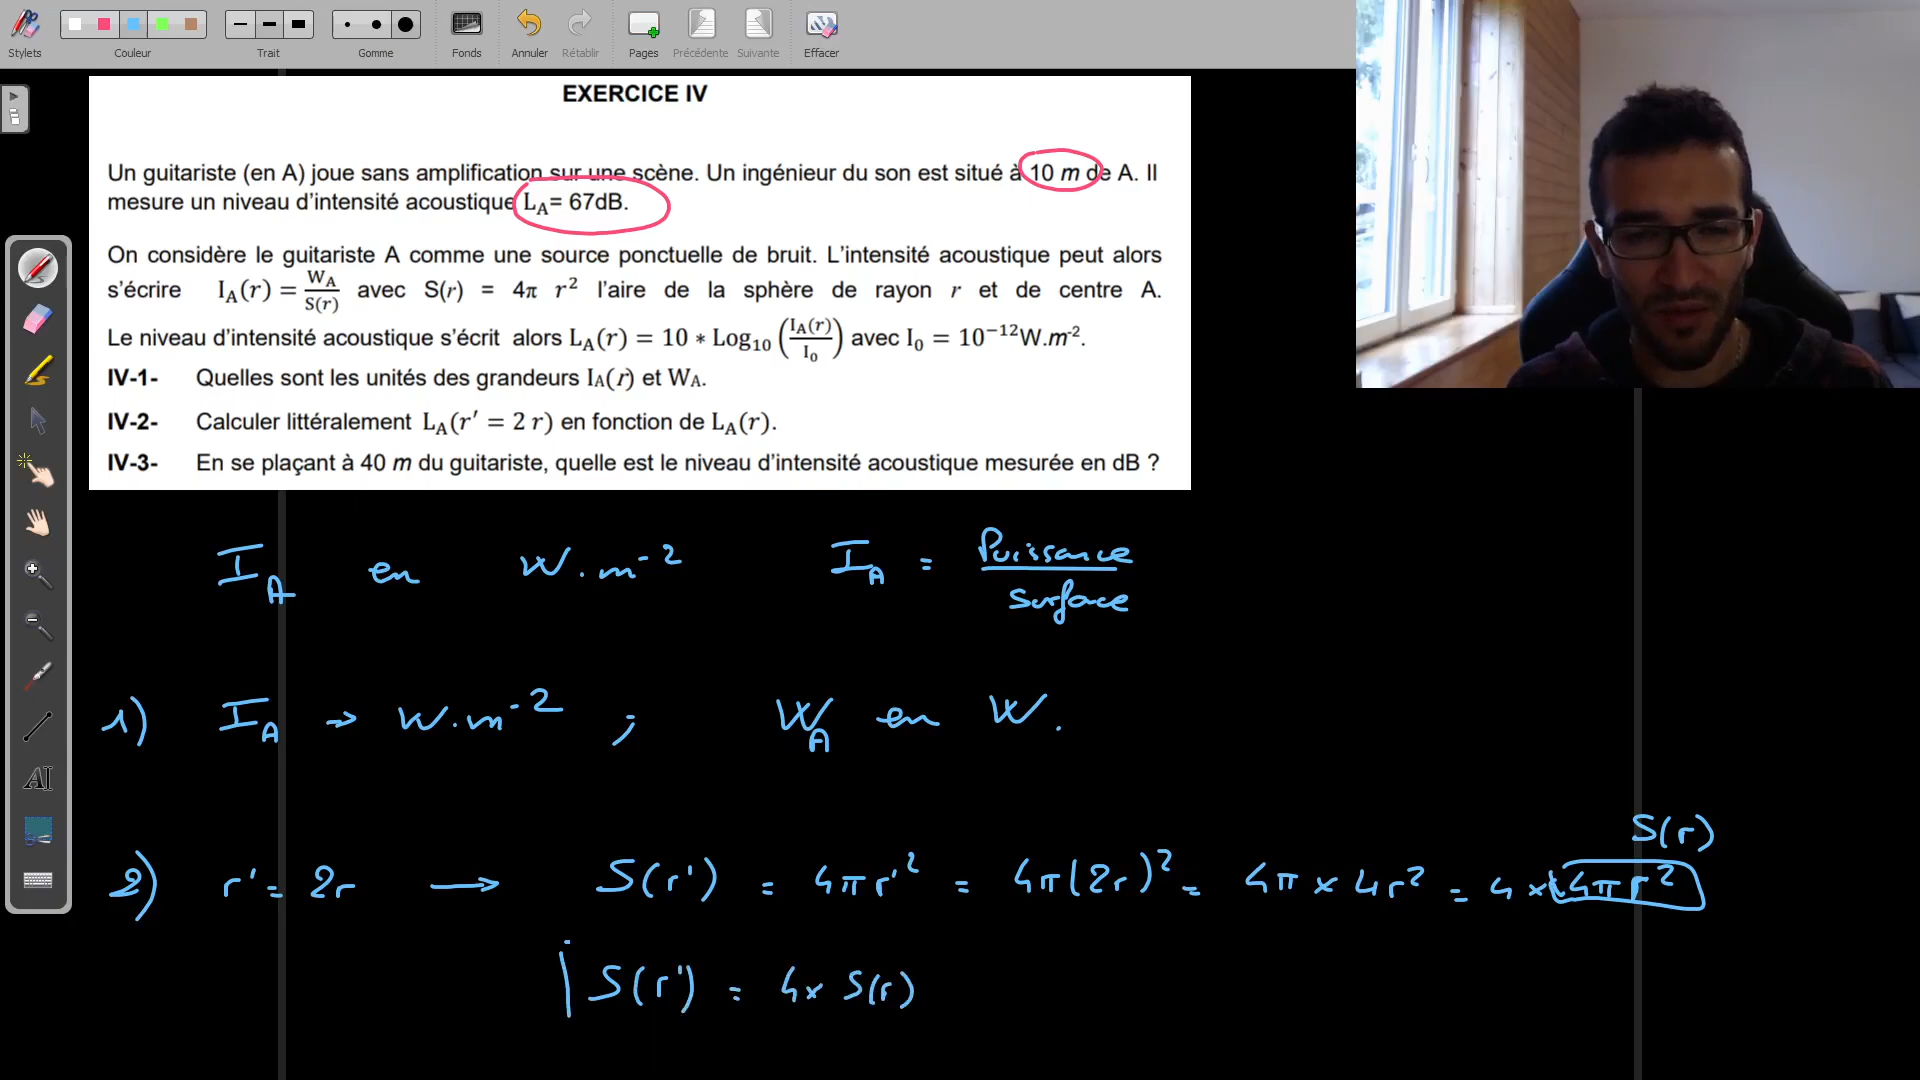 Stylets Couleur Trait Gomme Fonds Annuler Rétablir Pages Précédente Suivante Effacer
EXERCICE IV
Un guitariste (en A) joue sans amplification sur une scène. Un ingénieur du son est situé à 10 m de A. Il
mesure un niveau d'intensité acoustique L_A= 67dB.
On considère le guitariste A comme une source ponctuelle de bruit. L'intensité acoustique peut alors
s'écrire I_A(r) = W_A/S(r) avec S(r) = 4π r² l'aire de la sphère de rayon r et de centre A.
Le niveau d'intensité acoustique s'écrit alors L_A(r) = 10 * Log₁₀ (I_A(r)/I₀) avec I₀ = 10⁻¹²W.m⁻².
IV-1- Quelles sont les unités des grandeurs I_A(r) et W_A.
IV-2- Calculer littéralement L_A(r′ = 2 r) en fonction de L_A(r).
IV-3- En se plaçant à 40 m du guitariste, quelle est le niveau d'intensité acoustique mesurée en dB ?
I_A en W.m⁻² I_A = Puissance/Surface
1) I_A → W.m⁻² ; W_A en W.
S(r)
2) r' = 2r → S(r') = 4πr'² = 4π(2r)² = 4π × 4r² = 4 × 4πr²
S(r') = 4× S(r)
AI